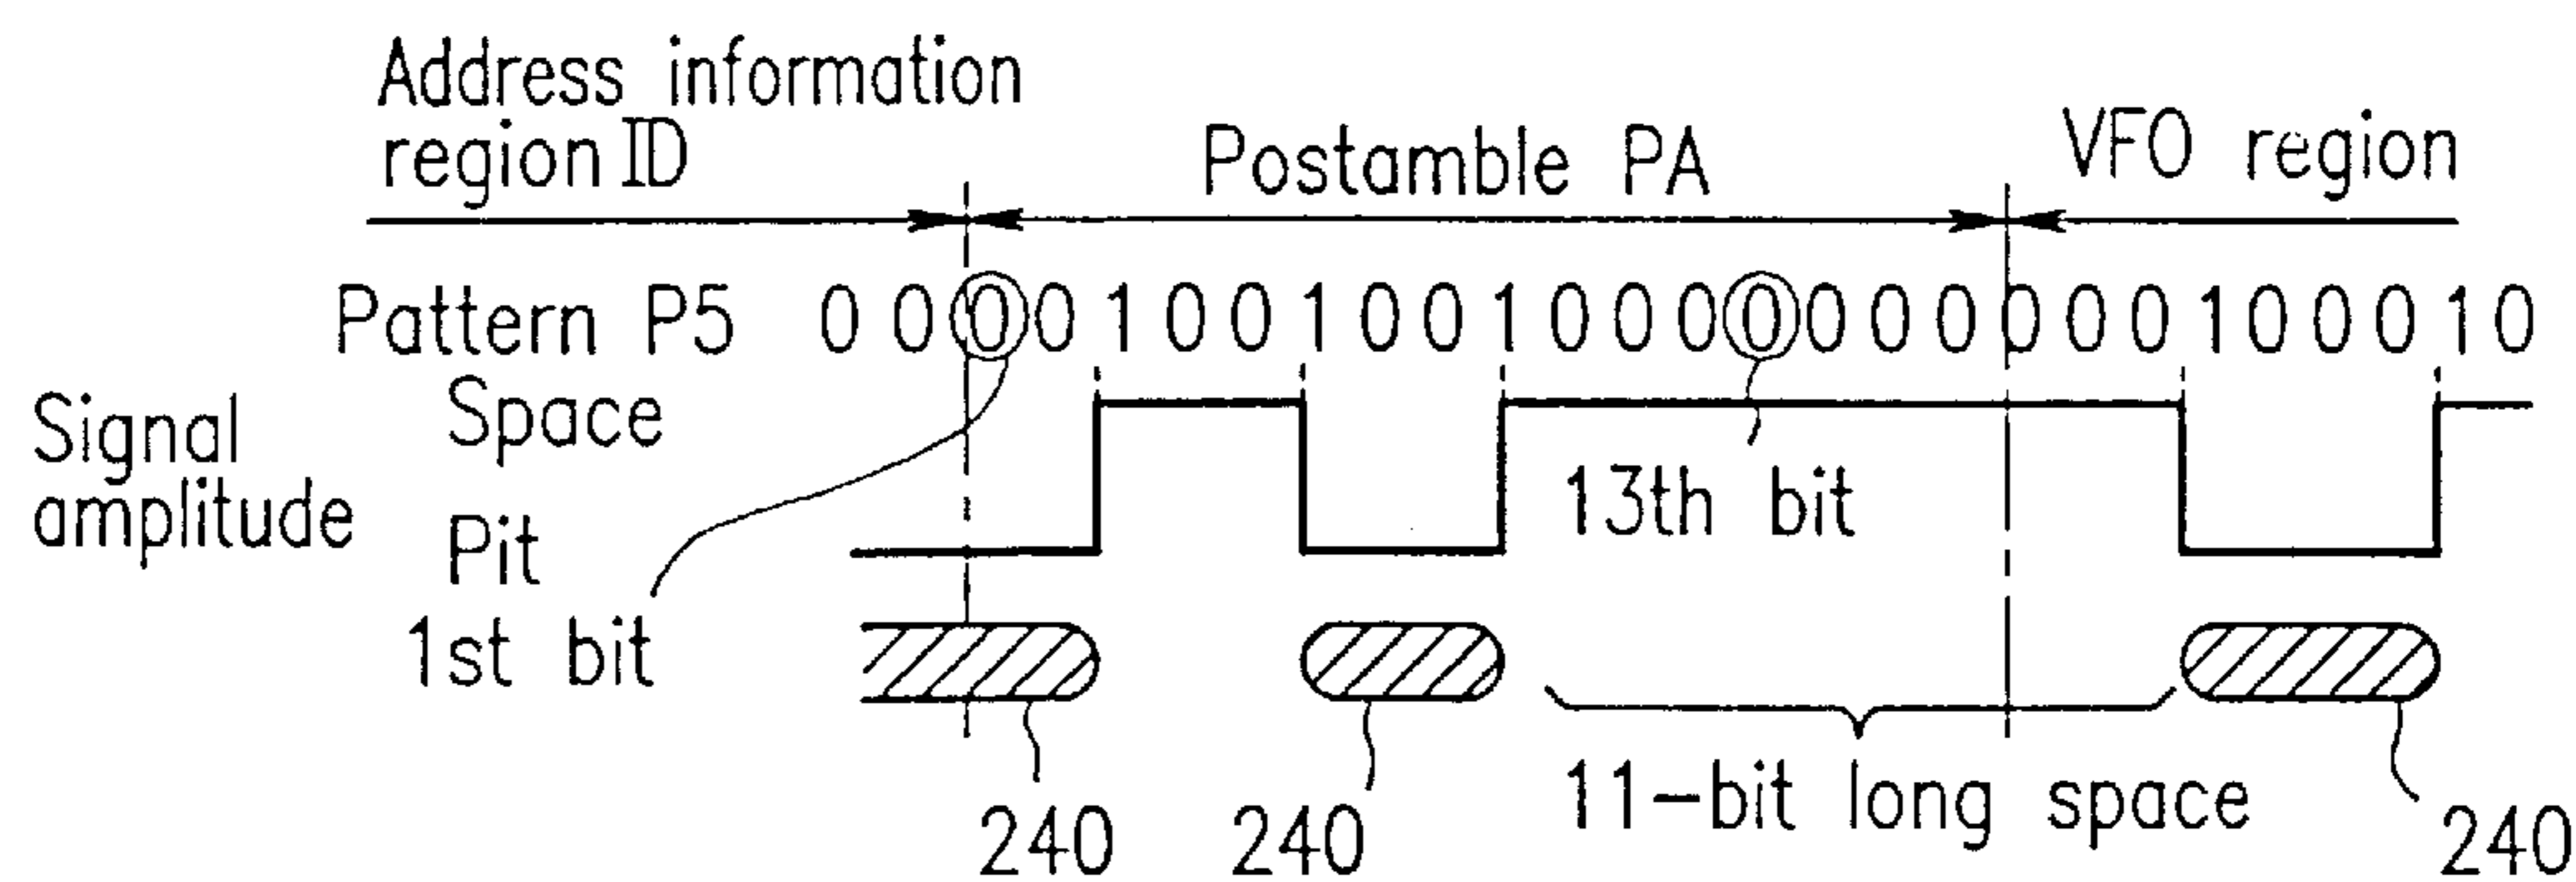 Address information
region ID
Postamble PA
VFO region
Pattern P5 0 0 0 0 1 0 0 1 0 0 1 0 0 0 0 0 0 0 0 0 0 1 0 0 0 1 0
Signal
amplitude
Space
Pit
1st bit
13th bit
11-bit long space
240
240
240